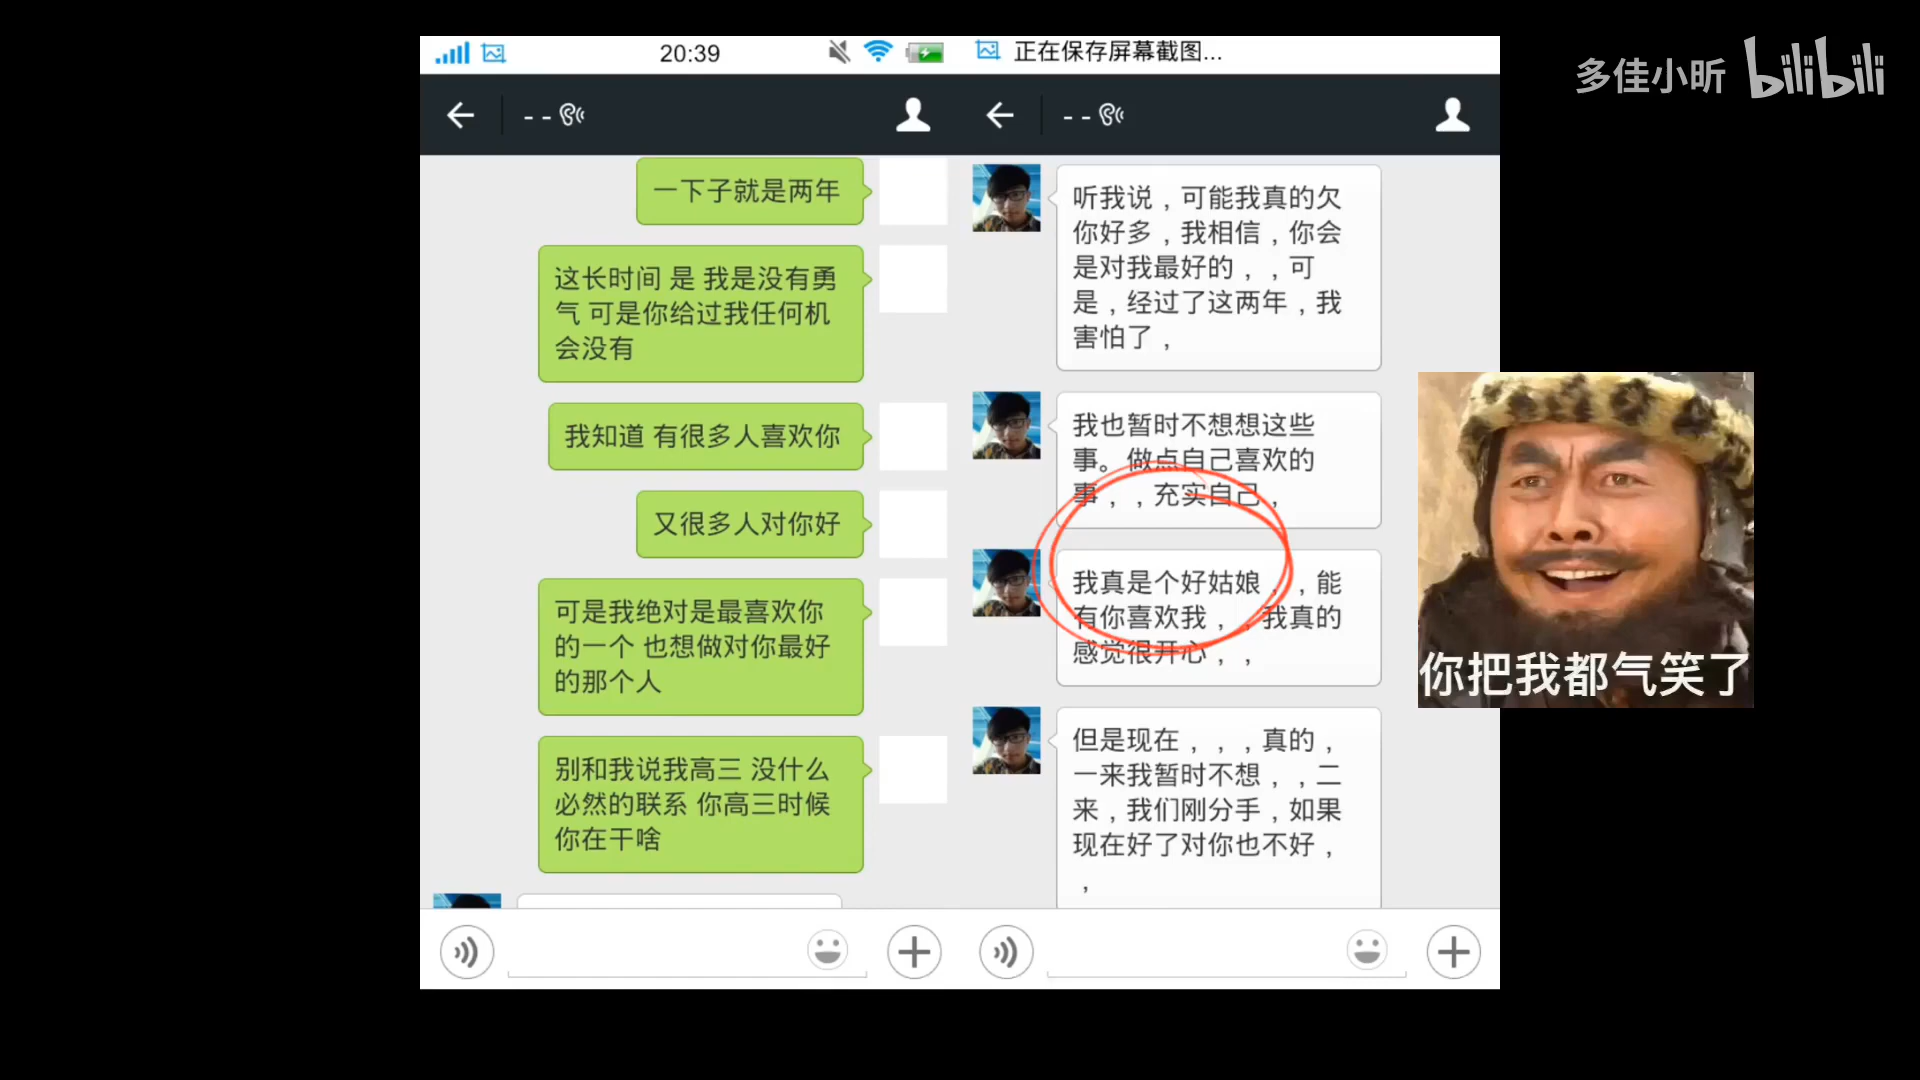 20:39
正在保存屏幕截图...
多佳小昕 bilibili
- -
- -
一下子就是两年
这长时间 是 我是没有勇
气 可是你给过我任何机
会没有
我知道 有很多人喜欢你
又很多人对你好
可是我绝对是最喜欢你
的一个 也想做对你最好
的那个人
别和我说我高三 没什么
必然的联系 你高三时候
你在干啥
听我说，可能我真的欠
你好多，我相信，你会
是对我最好的，，可
是，经过了这两年，我
害怕了，
我也暂时不想想这些
事。做点自己喜欢的
事，，充实自己，
我真是个好姑娘，，能
有你喜欢我，，我真的
感觉很开心，，
但是现在，，，真的，
一来我暂时不想，，二
来，我们刚分手，如果
现在好了对你也不好，
，
你把我都气笑了